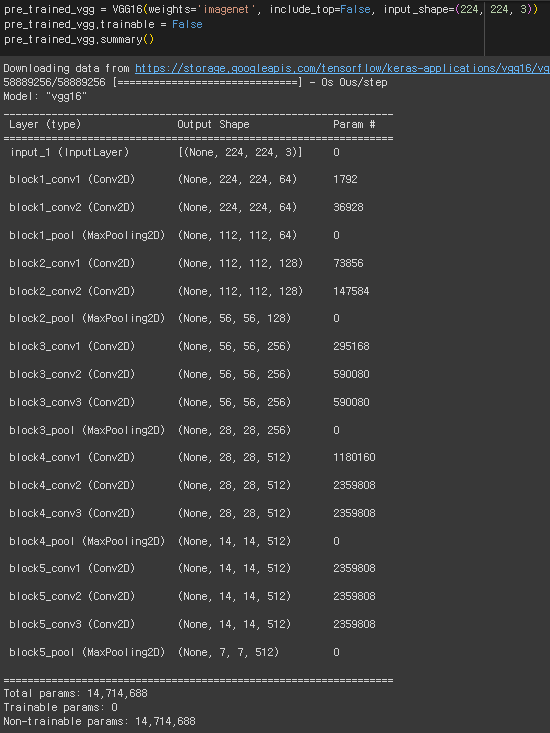 pre_trained_vgg = VGG16(weights='imagenet', include_top=False, input_shape=(224, 224, 3))
pre_trained_vgg.trainable = False
pre_trained_vgg.summary()
Downloading data from https://storage.googleapis.com/tensorflow/keras-applications/vgg16/vg
58889256/58889256 [==============================] - 0s 0us/step
Model: "vgg16"
_________________________________________________________________
Layer (type) Output Shape Param #
=================================================================
input_1 (InputLayer) [(None, 224, 224, 3)] 0
block1_conv1 (Conv2D) (None, 224, 224, 64) 1792
block1_conv2 (Conv2D) (None, 224, 224, 64) 36928
block1_pool (MaxPooling2D) (None, 112, 112, 64) 0
block2_conv1 (Conv2D) (None, 112, 112, 128) 73856
block2_conv2 (Conv2D) (None, 112, 112, 128) 147584
block2_pool (MaxPooling2D) (None, 56, 56, 128) 0
block3_conv1 (Conv2D) (None, 56, 56, 256) 295168
block3_conv2 (Conv2D) (None, 56, 56, 256) 590080
block3_conv3 (Conv2D) (None, 56, 56, 256) 590080
block3_pool (MaxPooling2D) (None, 28, 28, 256) 0
block4_conv1 (Conv2D) (None, 28, 28, 512) 1180160
block4_conv2 (Conv2D) (None, 28, 28, 512) 2359808
block4_conv3 (Conv2D) (None, 28, 28, 512) 2359808
block4_pool (MaxPooling2D) (None, 14, 14, 512) 0
block5_conv1 (Conv2D) (None, 14, 14, 512) 2359808
block5_conv2 (Conv2D) (None, 14, 14, 512) 2359808
block5_conv3 (Conv2D) (None, 14, 14, 512) 2359808
block5_pool (MaxPooling2D) (None, 7, 7, 512) 0
=================================================================
Total params: 14,714,688
Trainable params: 0
Non-trainable params: 14,714,688